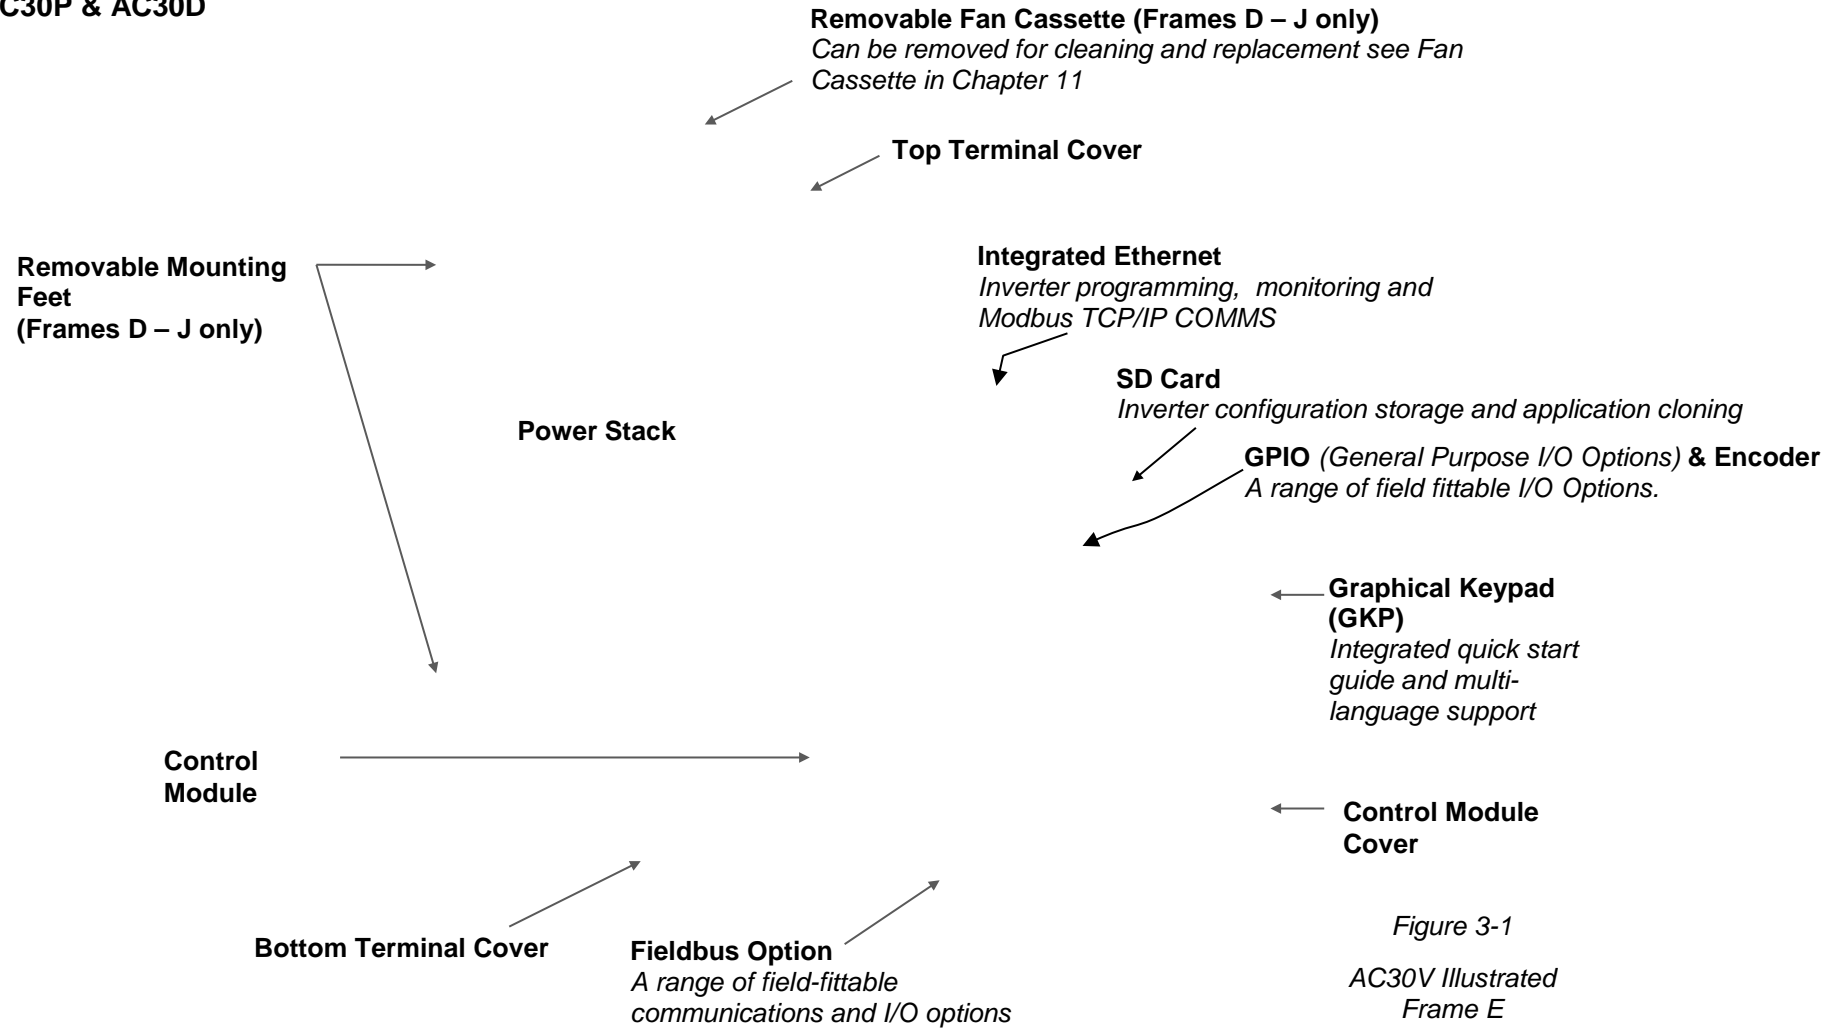 C30P & AC30D
Removable Fan Cassette (Frames D – J only)
Can be removed for cleaning and replacement see Fan
Cassette in Chapter 11
Top Terminal Cover
Removable Mounting
Feet
(Frames D – J only)
Integrated Ethernet
Inverter programming, monitoring and
Modbus TCP/IP COMMS
SD Card
Inverter configuration storage and application cloning
Power Stack
GPIO (General Purpose I/O Options) & Encoder
A range of field fittable I/O Options.
Graphical Keypad
(GKP)
Integrated quick start
guide and multi-
language support
Control
Module
Control Module
Cover
Bottom Terminal Cover
Fieldbus Option
A range of field-fittable
communications and I/O options
Figure 3-1
AC30V Illustrated
Frame E